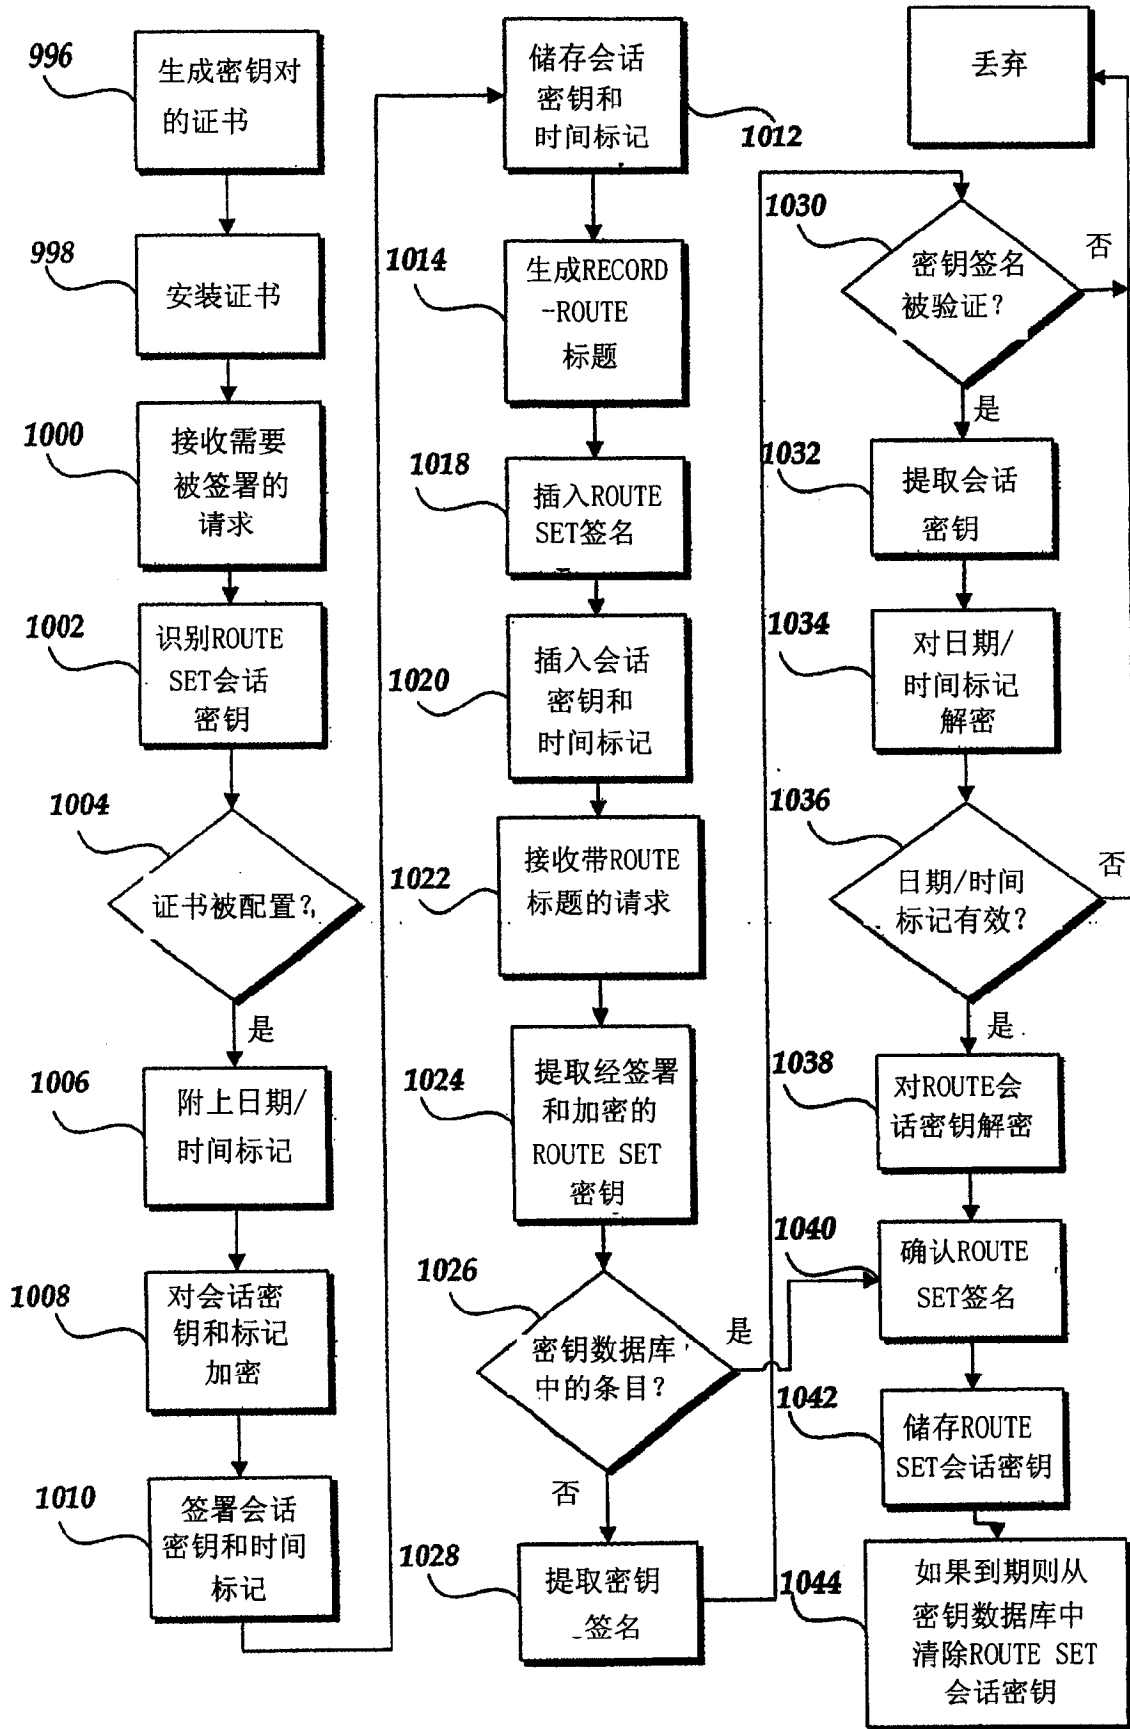 996
生成密钥对
的证书
998
安装证书
1000
接收需要
被签署的
请求
1002
识别ROUTE
SET会话
密钥
1004
证书被配置?
是
1006
附上日期/
时间标记
1008
对会话密
钥和标记
加密
1010
签署会话
密钥和时间
标记
储存会话
密钥和
时间标记
1012
1014
生成RECORD
-ROUTE
标题
1018
插入ROUTE
SET签名
1020
插入会话
密钥和
时间标记
1022
接收带ROUTE
标题的请求
1024
提取经签署
和加密的
ROUTE SET
密钥
1026
密钥数据库
中的条目?
是
否
1028
提取密钥
签名
丢弃
1030
密钥签名
被验证?
否
是
1032
提取会话
密钥
1034
对日期/
时间标记
解密
1036
日期/时间
标记有效?
否
是
1038
对ROUTE会
话密钥解密
1040
确认ROUTE
SET签名
1042
储存ROUTE
SET会话密钥
1044
如果到期则从
密钥数据库中
清除ROUTE SET
会话密钥